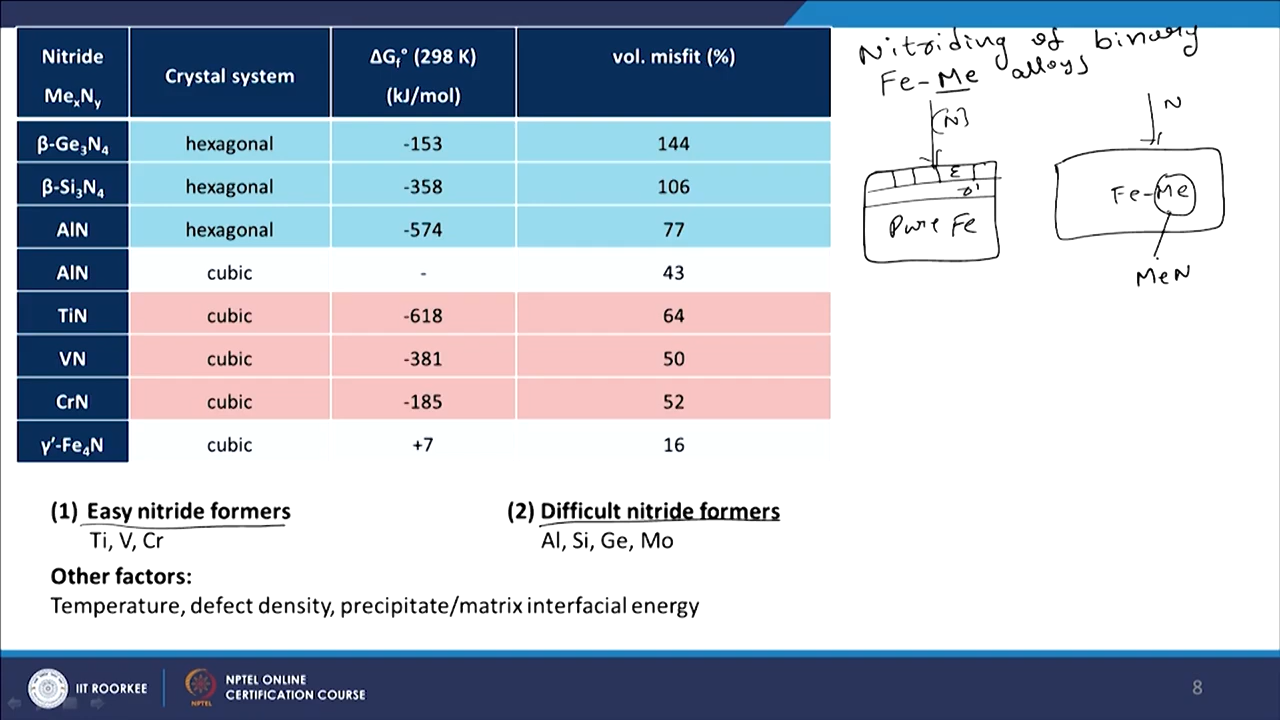 Nitride MexNy | Crystal system | ΔGf° (298 K) (kJ/mol) | vol. misfit (%)
β-Ge3N4 | hexagonal | -153 | 144
β-Si3N4 | hexagonal | -358 | 106
AlN | hexagonal | -574 | 77
AlN | cubic | - | 43
TiN | cubic | -618 | 64
VN | cubic | -381 | 50
CrN | cubic | -185 | 52
γ′-Fe4N | cubic | +7 | 16
(1) Easy nitride formers
Ti, V, Cr
(2) Difficult nitride formers
Al, Si, Ge, Mo
Other factors:
Temperature, defect density, precipitate/matrix interfacial energy
Nitriding of binary
Fe-Me alloys
[N]
ε
γ'
Pure Fe
N
Fe-Me
MeN
IIT ROORKEE
NPTEL
NPTEL ONLINE
CERTIFICATION COURSE
8